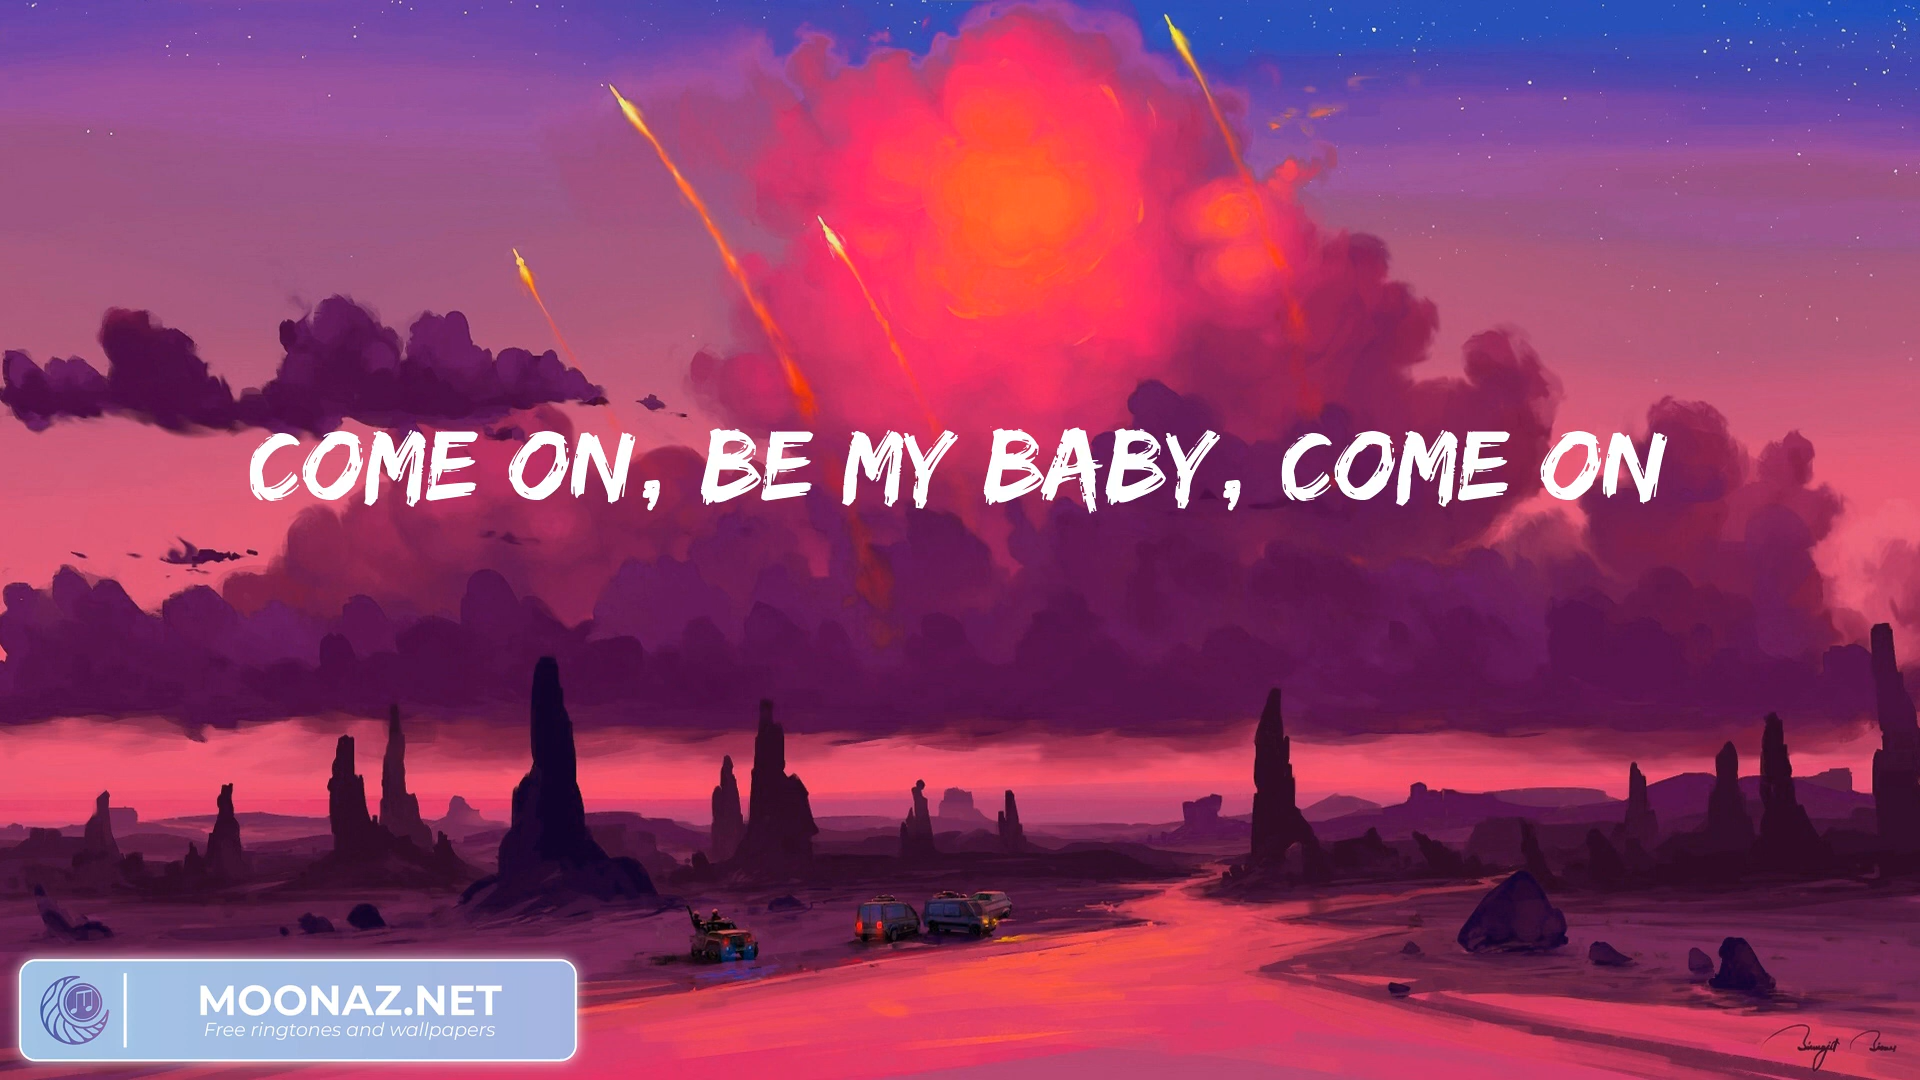 COME ON, BE MY BABY, COME ON
MOONAZ.NET
Free ringtones and wallpapers